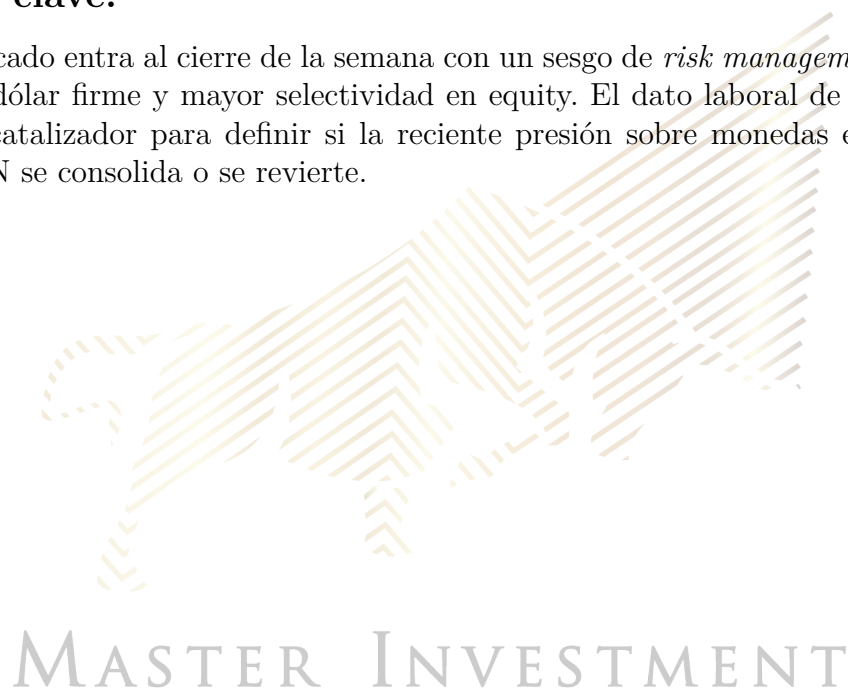 clave:
cado entra al cierre de la semana con un sesgo de risk managem
dólar firme y mayor selectividad en equity. El dato laboral de
catalizador para definir si la reciente presión sobre monedas e
N se consolida o se revierte.
MASTER INVESTMENT